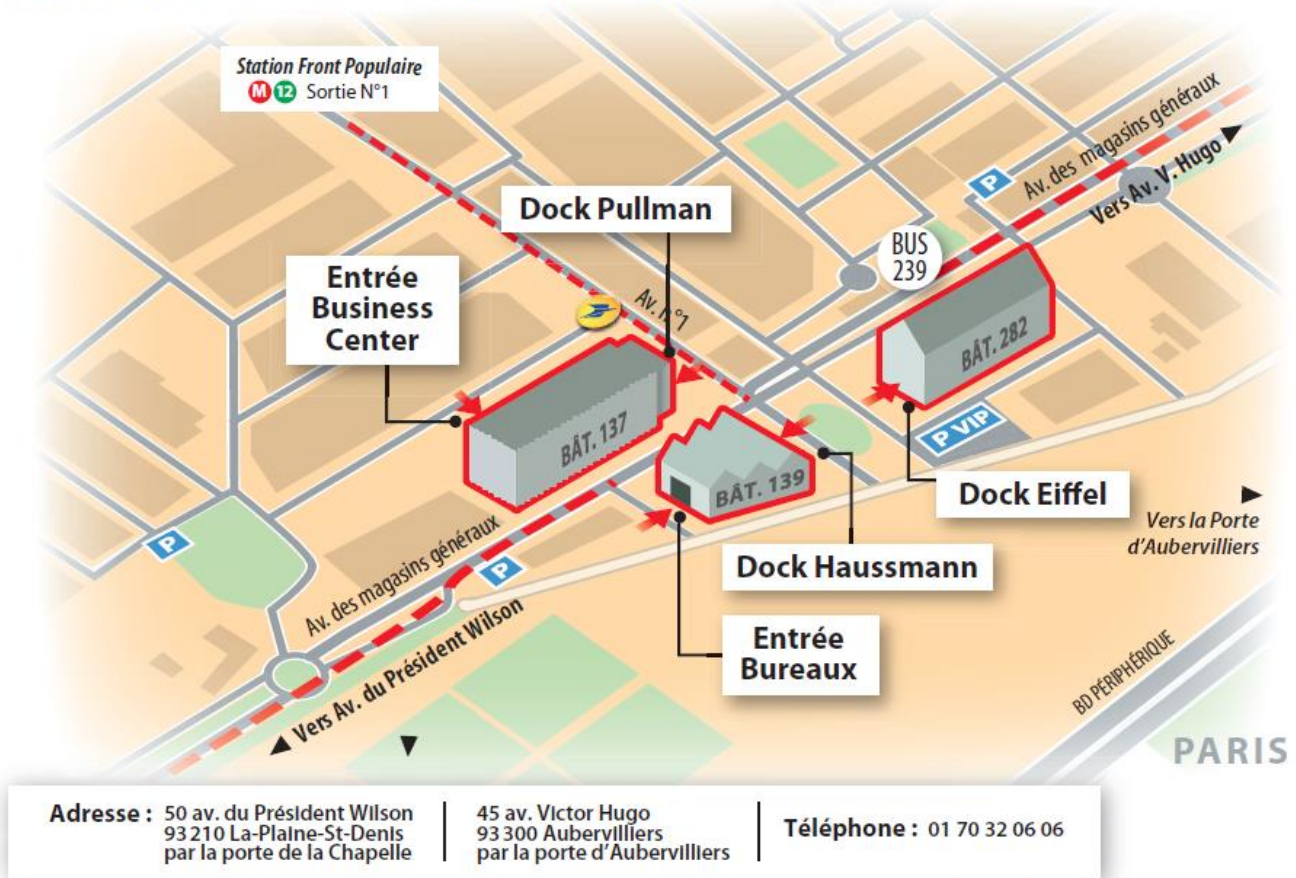 Station Front Populaire
M 12 Sortie N°1
Dock Pullman
Entrée
Business
Center
Av. n°1
BUS
239
P
Av. des magasins généraux
Vers Av. V. Hugo
BÂT. 282
BÂT. 137
BÂT. 139
P VIP
Dock Eiffel
Vers la Porte
d'Aubervilliers
Dock Haussmann
Entrée
Bureaux
P
P
Av. des magasins généraux
Vers Av. du Président Wilson
BD PÉRIPHÉRIQUE
PARIS
Adresse : 50 av. du Président Wilson
93 210 La-Plaine-St-Denis
par la porte de la Chapelle
45 av. Victor Hugo
93 300 Aubervilliers
par la porte d'Aubervilliers
Téléphone : 01 70 32 06 06